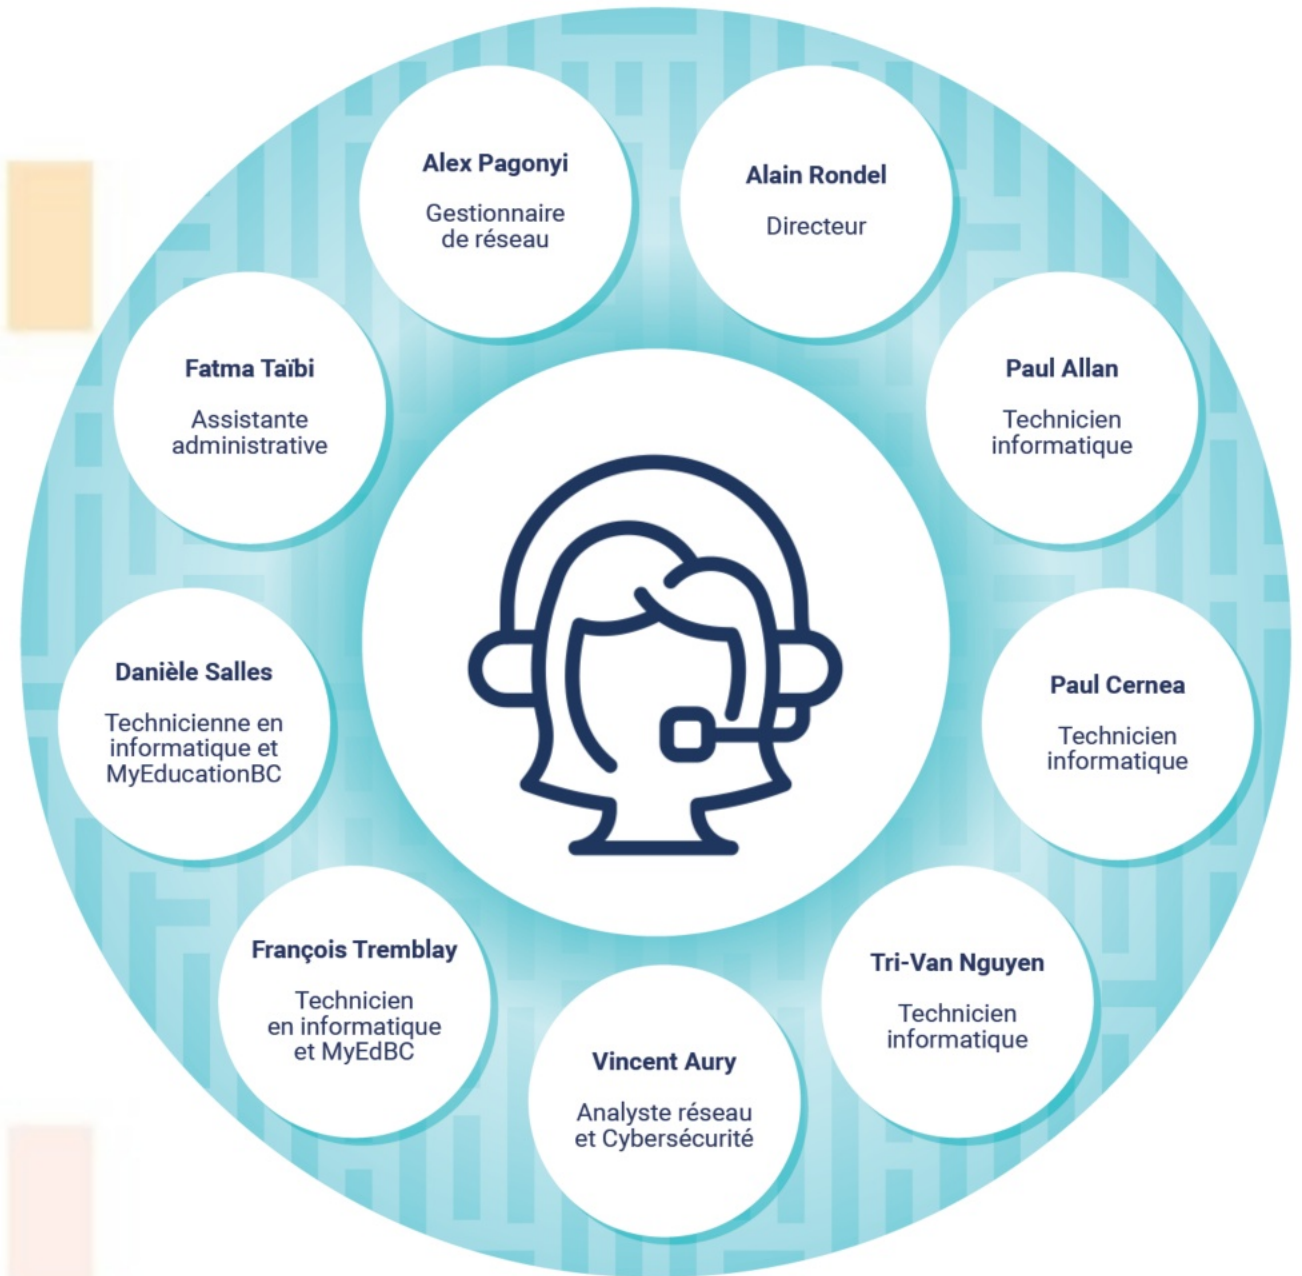 Alex Pagonyi
Gestionnaire
de réseau
Alain Rondel
Directeur
Fatma Taïbi
Assistante
administrative
Paul Allan
Technicien
informatique
Danièle Salles
Technicienne en
informatique et
MyEducationBC
Paul Cernea
Technicien
informatique
François Tremblay
Technicien
en informatique
et MyEdBC
Tri-Van Nguyen
Technicien
informatique
Vincent Aury
Analyste réseau
et Cybersécurité